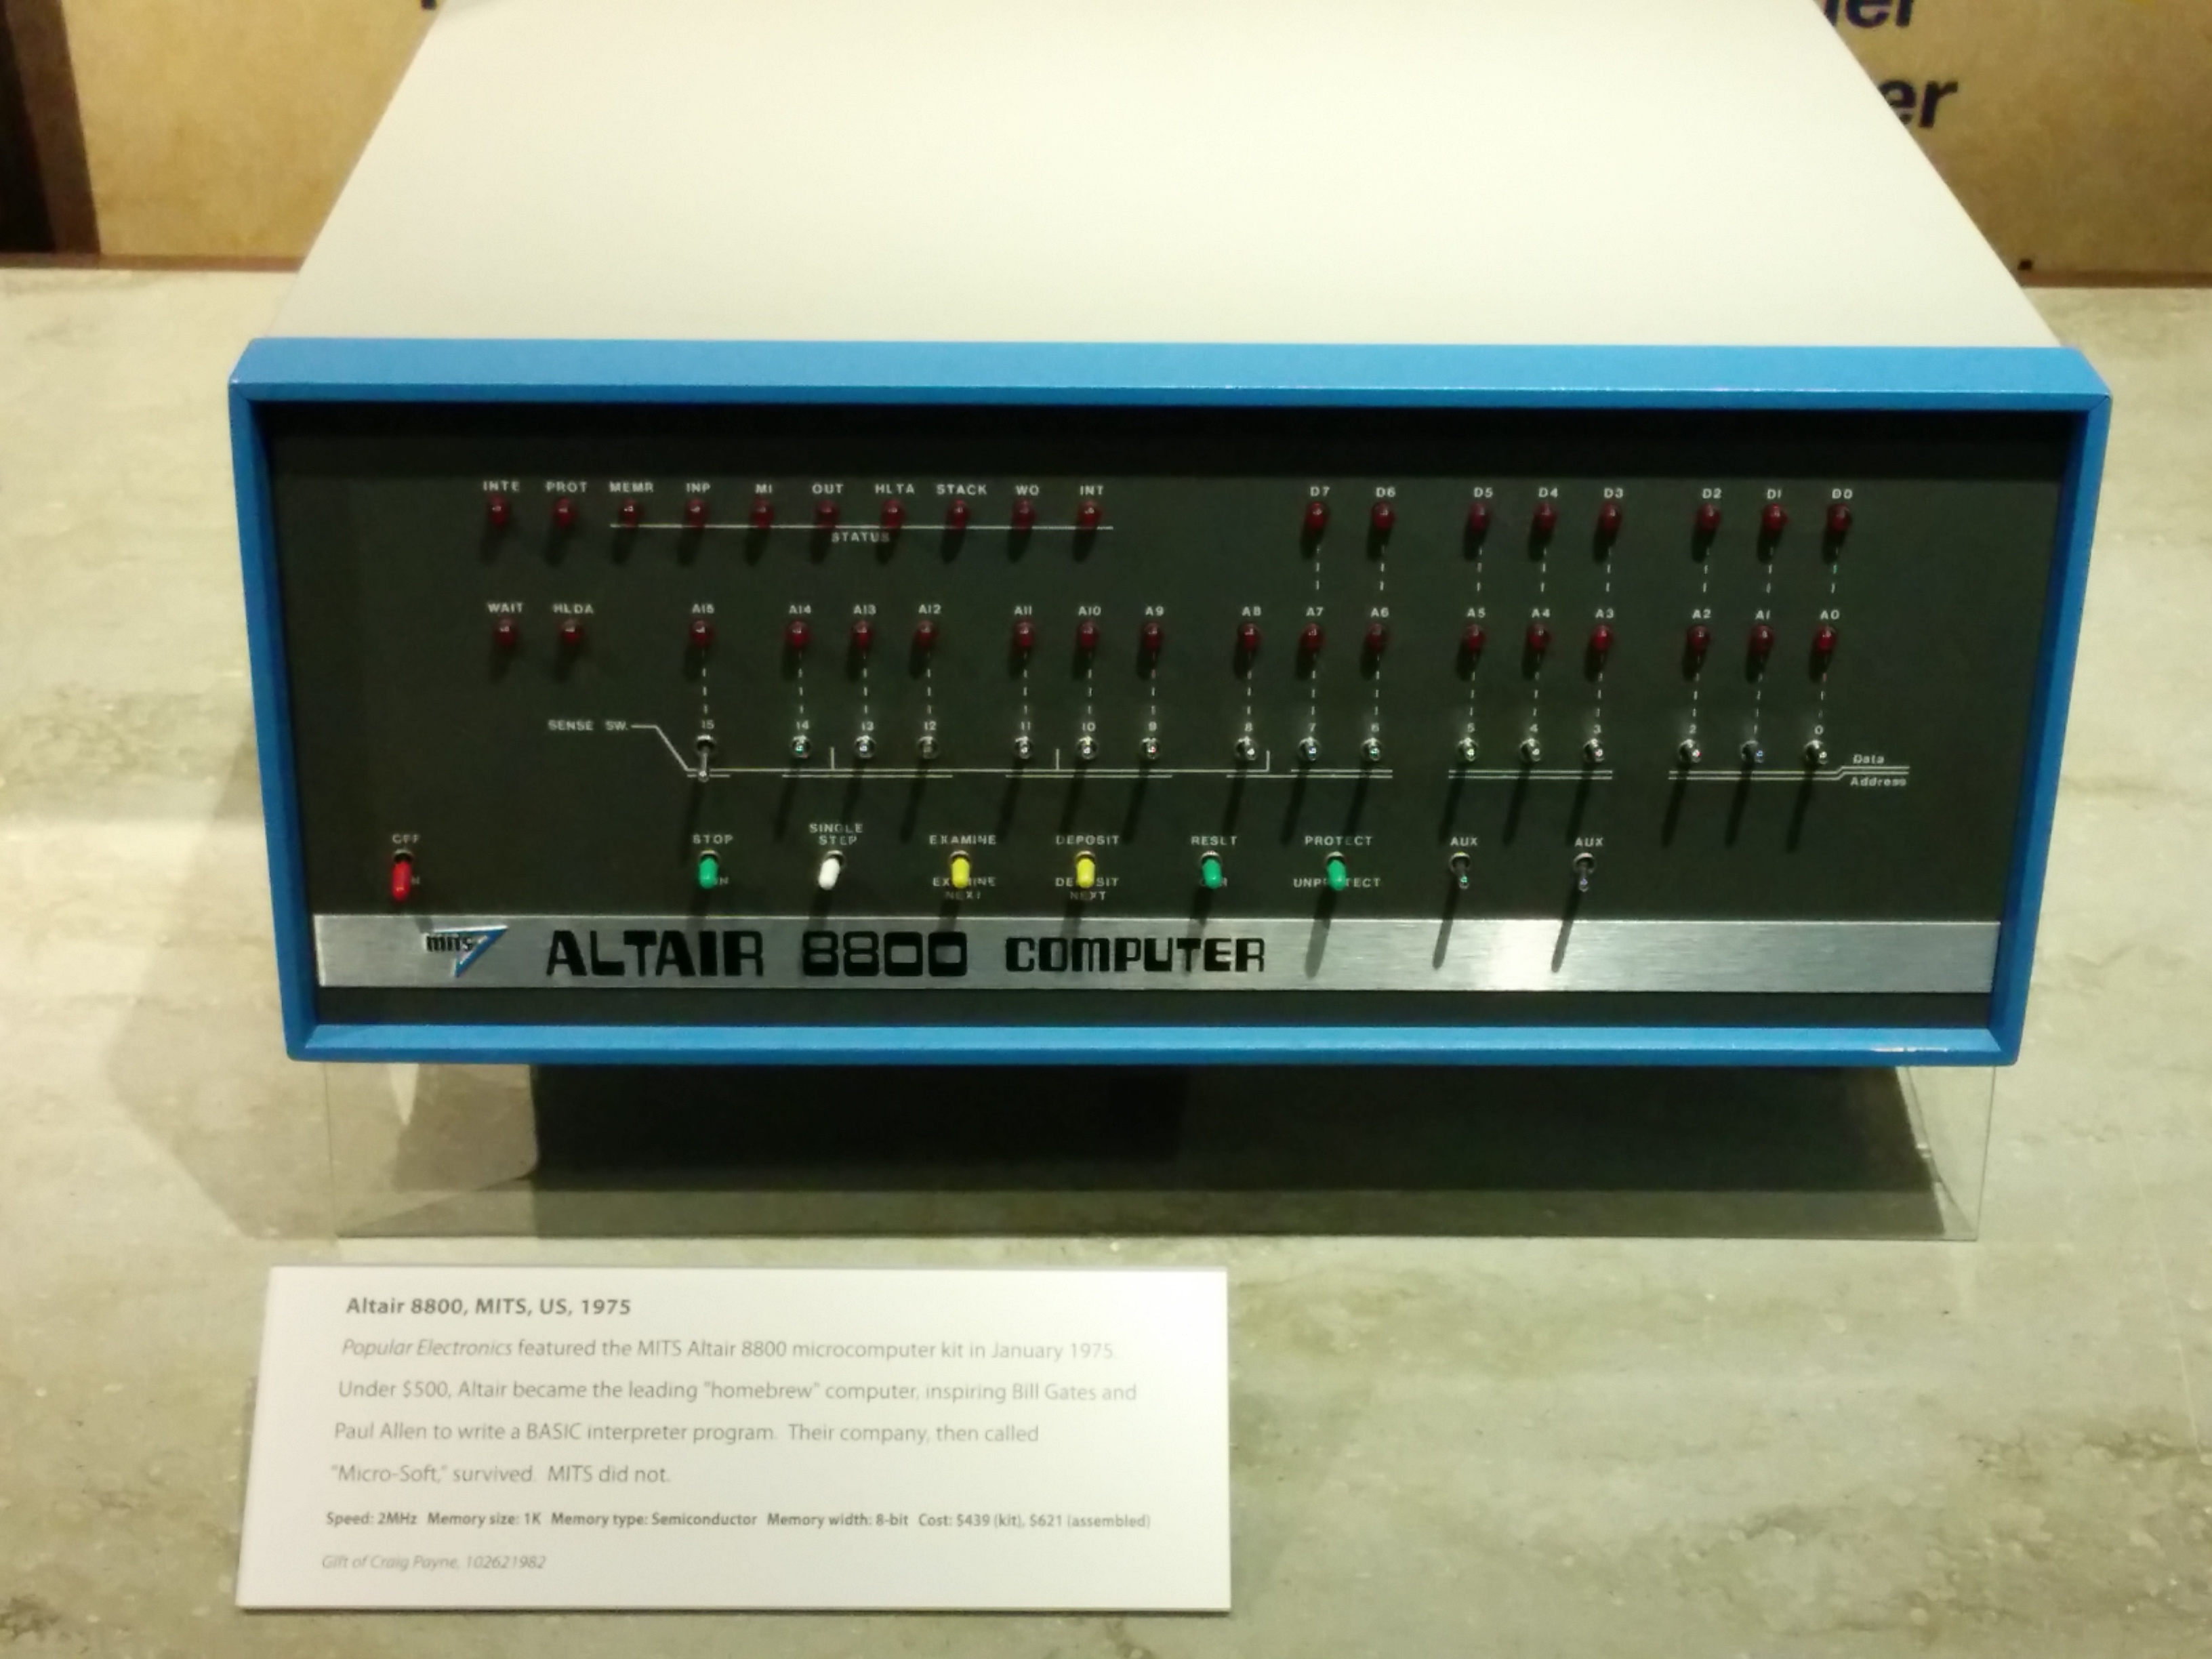 er
er
INTE PROT MEMR INP MI OUT HLTA STACK WO INT D7 D6 D5 D4 D3 D2 D1 D0
STATUS
WAIT HLDA A15 A14 A13 A12 A11 A10 A9 A8 A7 A6 A5 A4 A3 A2 A1 A0
SENSE SW. 15 14 13 12 11 10 9 8 7 6 5 4 3 2 1 0
Data
Address
OFF STOP SINGLE STEP EXAMINE DEPOSIT RESET PROTECT AUX AUX
EXAMINE NEXT DEPOSIT NEXT UNPROTECT
mits ALTAIR 8800 COMPUTER
Altair 8800, MITS, US, 1975
Popular Electronics featured the MITS Altair 8800 microcomputer kit in January 1975.
Under $500, Altair became the leading "homebrew" computer, inspiring Bill Gates and
Paul Allen to write a BASIC interpreter program. Their company, then called
"Micro-Soft," survived. MITS did not.
Speed: 2MHz Memory size: 1K Memory type: Semiconductor Memory width: 8-bit Cost: $439 (kit), $621 (assembled)
Gift of Craig Payne, 102621982